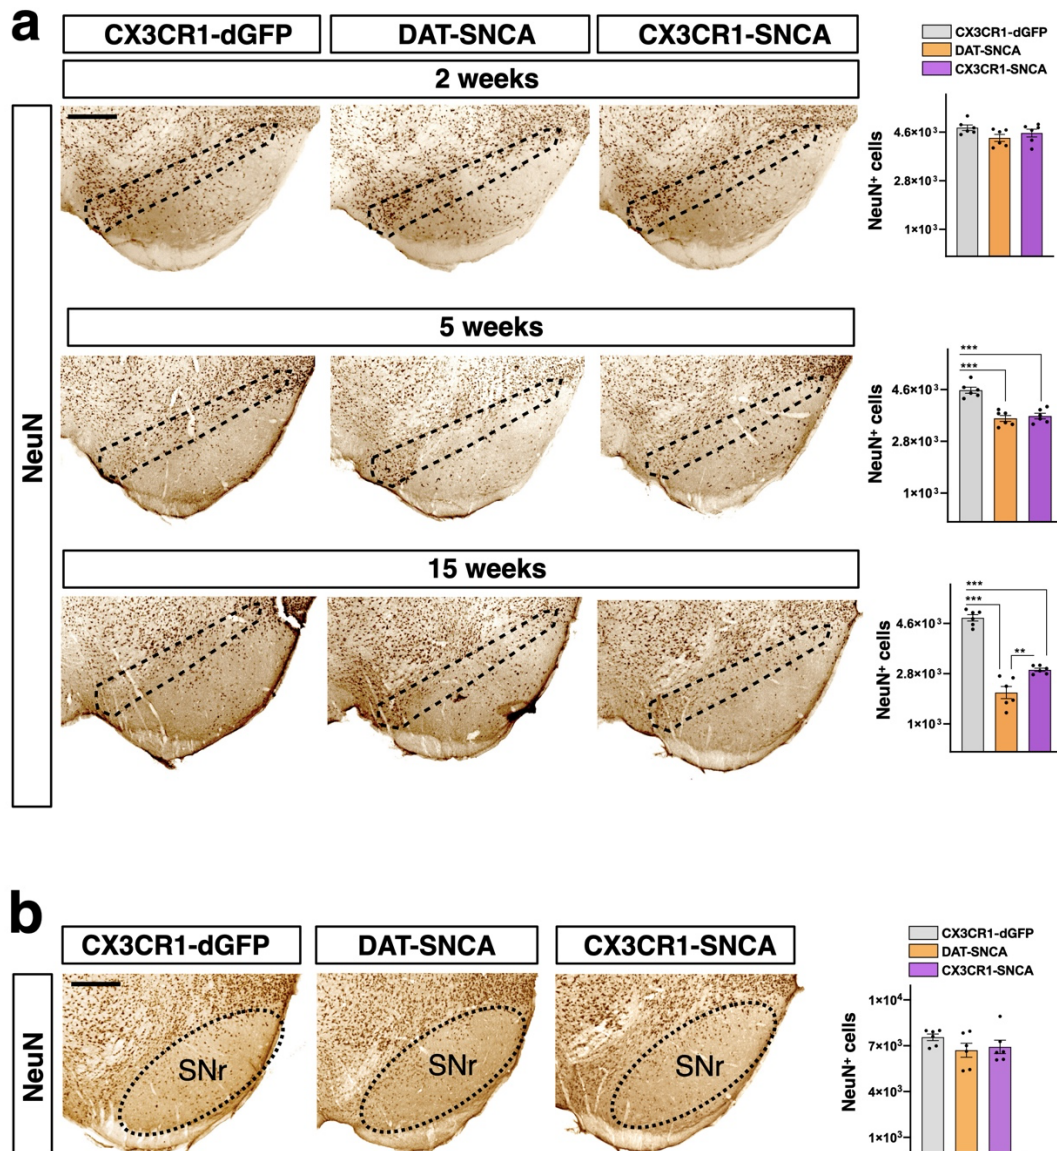 a
CX3CR1-dGFP
DAT-SNCA
CX3CR1-SNCA
2 weeks
NeuN
CX3CR1-dGFP
DAT-SNCA
CX3CR1-SNCA
NeuN⁺ cells
4.6×10³
2.8×10³
1×10³
5 weeks
***
***
NeuN⁺ cells
4.6×10³
2.8×10³
1×10³
15 weeks
***
***
**
NeuN⁺ cells
4.6×10³
2.8×10³
1×10³
b
CX3CR1-dGFP
DAT-SNCA
CX3CR1-SNCA
NeuN
SNr
SNr
SNr
CX3CR1-dGFP
DAT-SNCA
CX3CR1-SNCA
NeuN⁺ cells
1×10⁴
7×10³
4×10³
1×10³